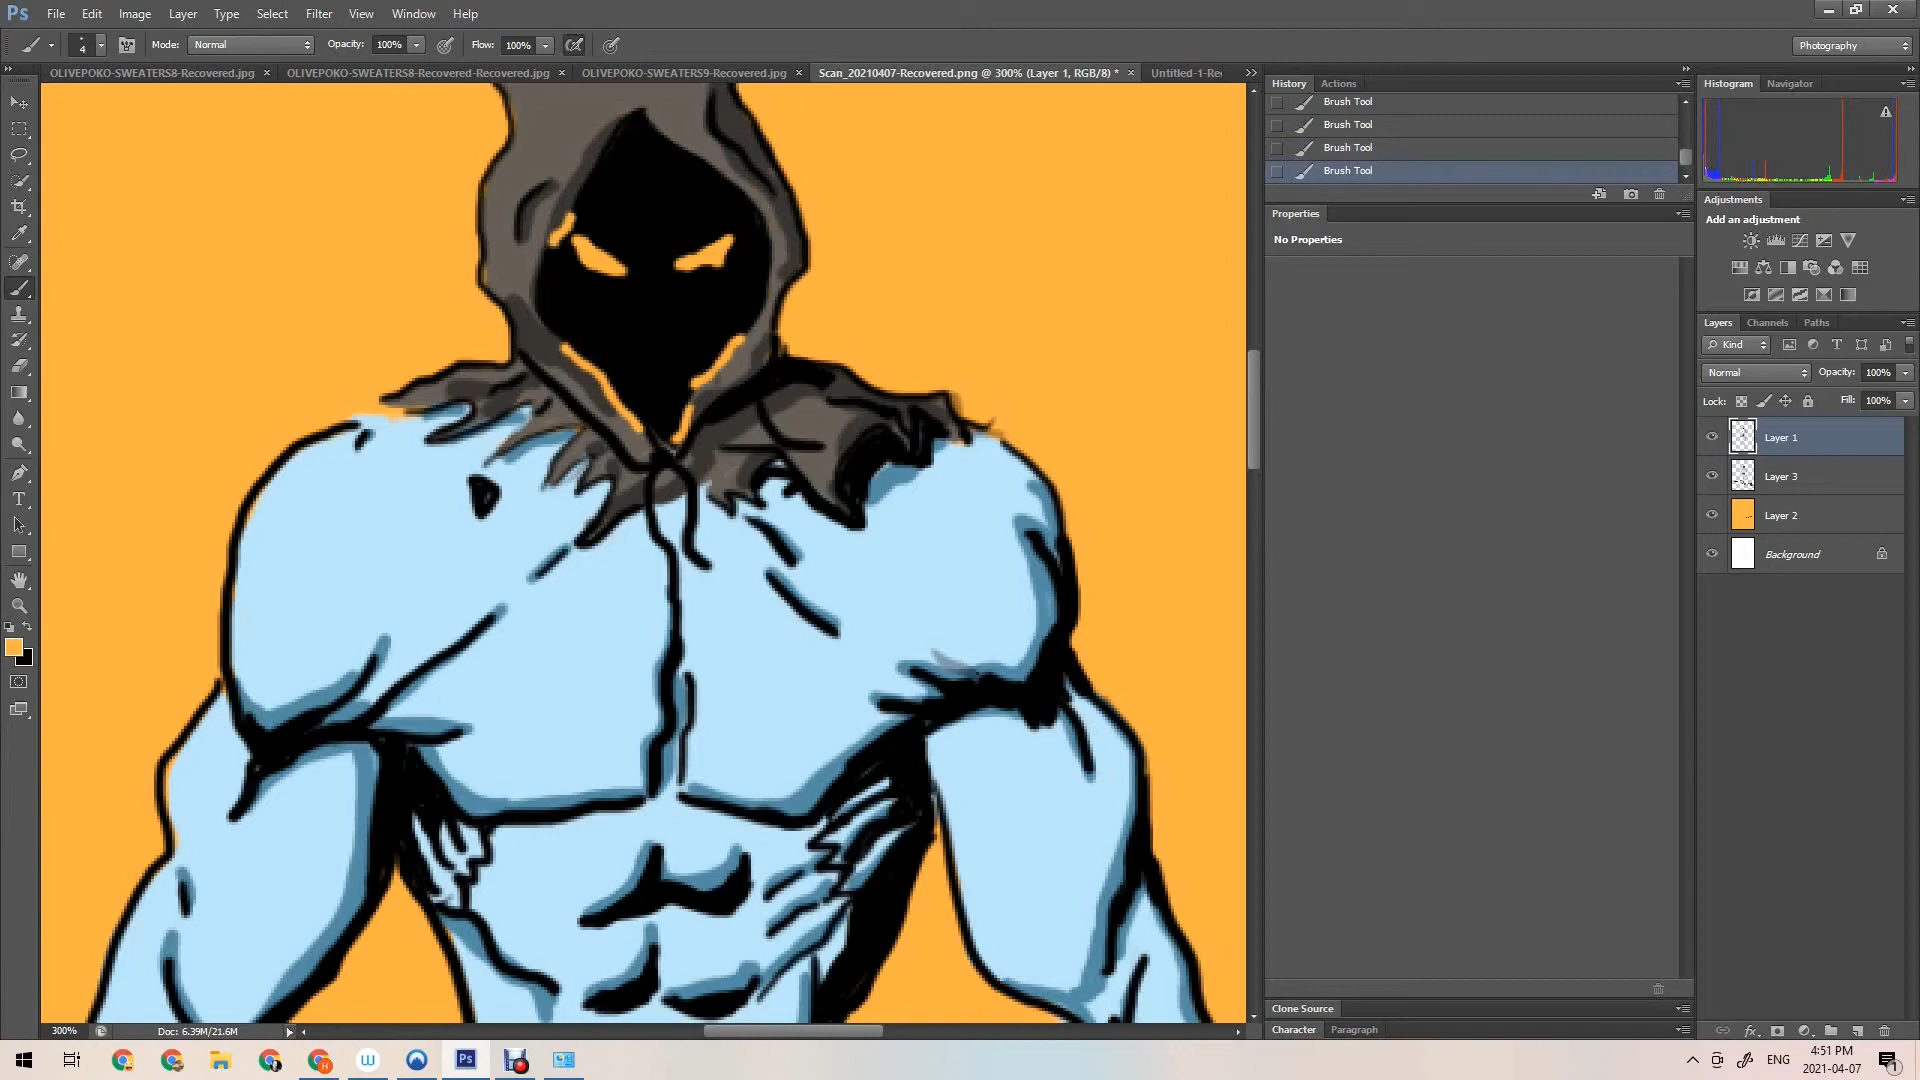 Ps File Edit Image Layer Type Select Filter View Window Help
4 Mode: Normal Opacity: 100% Flow: 100% Photography
OLIVEPOKO-SWEATERS8-Recovered.jpg × OLIVEPOKO-SWEATERS8-Recovered-Recovered.jpg × OLIVEPOKO-SWEATERS9-Recovered.jpg × Scan_20210407-Recovered.png @ 300% (Layer 1, RGB/8) * × Untitled-1-Re
History Actions
Brush Tool
Brush Tool
Brush Tool
Brush Tool
Properties
No Properties
Histogram Navigator
Adjustments
Add an adjustment
Layers Channels Paths
Kind
Normal Opacity: 100%
Lock: Fill: 100%
Layer 1
Layer 3
Layer 2
Background
Clone Source
Character Paragraph
300% Doc: 6.39M/21.6M
ENG
4:51 PM
2021-04-07